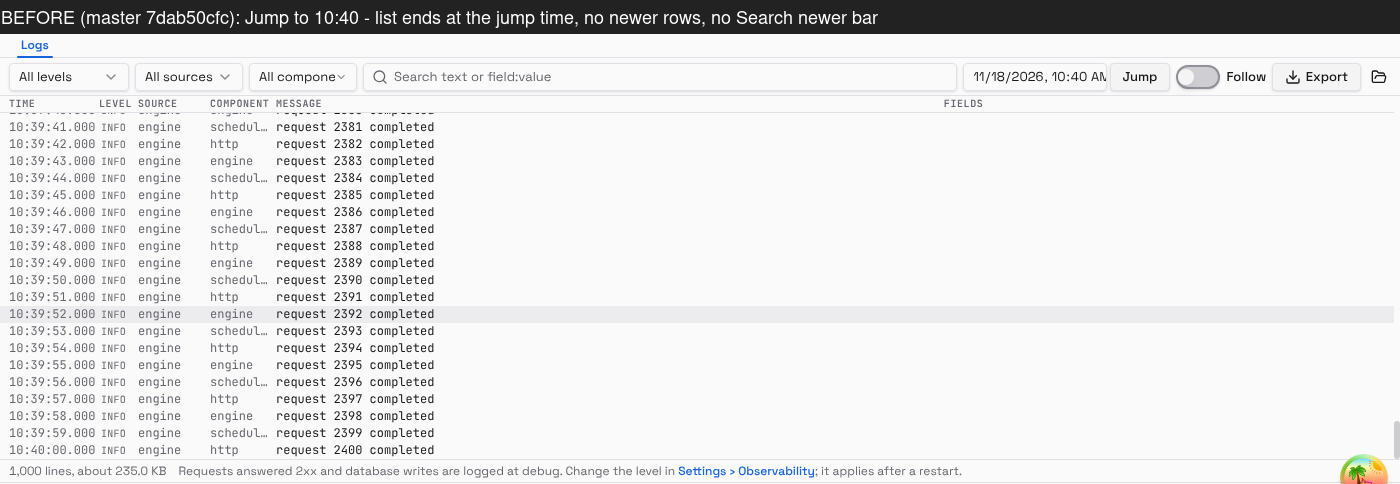 BEFORE (master 7dab50cfc): Jump to 10:40 - list ends at the jump time, no newer rows, no Search newer bar
Logs
All levels All sources All compone Search text or field:value 11/18/2026, 10:40 AM Jump Follow Export
TIME LEVEL SOURCE COMPONENT MESSAGE FIELDS
10:39:41.000 INFO engine schedul… request 2381 completed
10:39:42.000 INFO engine http request 2382 completed
10:39:43.000 INFO engine engine request 2383 completed
10:39:44.000 INFO engine schedul… request 2384 completed
10:39:45.000 INFO engine http request 2385 completed
10:39:46.000 INFO engine engine request 2386 completed
10:39:47.000 INFO engine schedul… request 2387 completed
10:39:48.000 INFO engine http request 2388 completed
10:39:49.000 INFO engine engine request 2389 completed
10:39:50.000 INFO engine schedul… request 2390 completed
10:39:51.000 INFO engine http request 2391 completed
10:39:52.000 INFO engine engine request 2392 completed
10:39:53.000 INFO engine schedul… request 2393 completed
10:39:54.000 INFO engine http request 2394 completed
10:39:55.000 INFO engine engine request 2395 completed
10:39:56.000 INFO engine schedul… request 2396 completed
10:39:57.000 INFO engine http request 2397 completed
10:39:58.000 INFO engine engine request 2398 completed
10:39:59.000 INFO engine schedul… request 2399 completed
10:40:00.000 INFO engine http request 2400 completed
1,000 lines, about 235.0 KB Requests answered 2xx and database writes are logged at debug. Change the level in Settings > Observability; it applies after a restart.